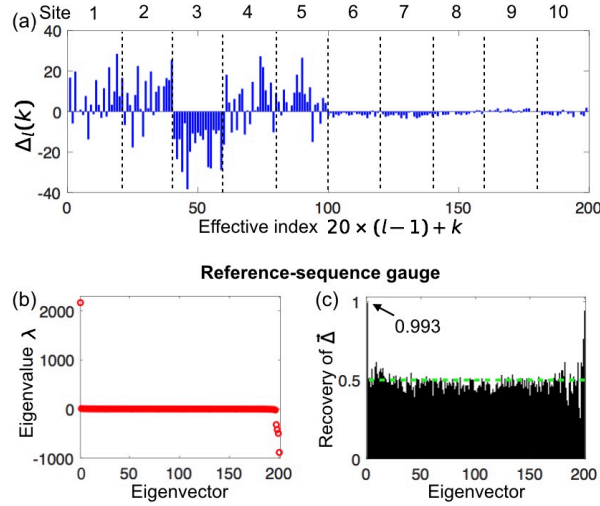 Site 1 2 3 4 5 6 7 8 9 10
(a)
Δl(k)
40
20
0
-20
-40
0 50 100 150 200
Effective index 20 × (l−1)+k
Reference-sequence gauge
(b)
Eigenvalue λ
2000
1000
0
-1000
0 50 100 150 200
Eigenvector
(c)
Recovery of Δ⃗
1
0.5
0
0.993
0 50 100 150 200
Eigenvector